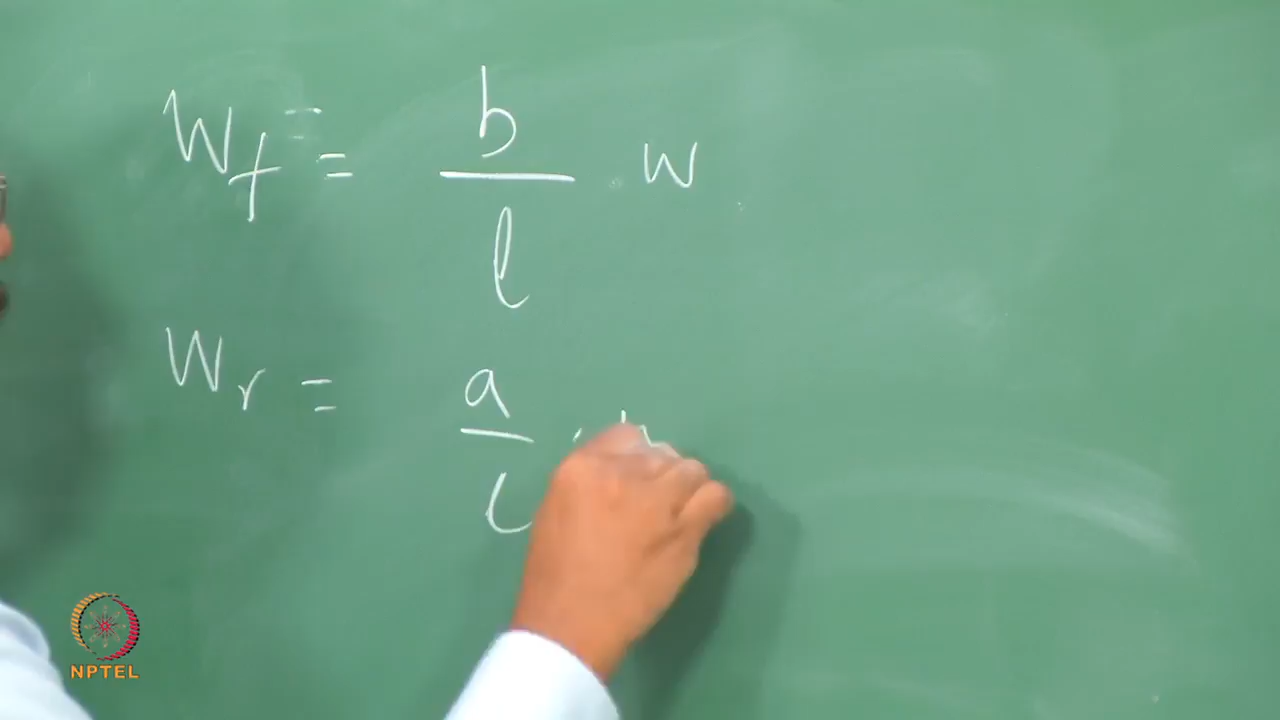 W_f = b/l · W
W_r = a/l ·
NPTEL